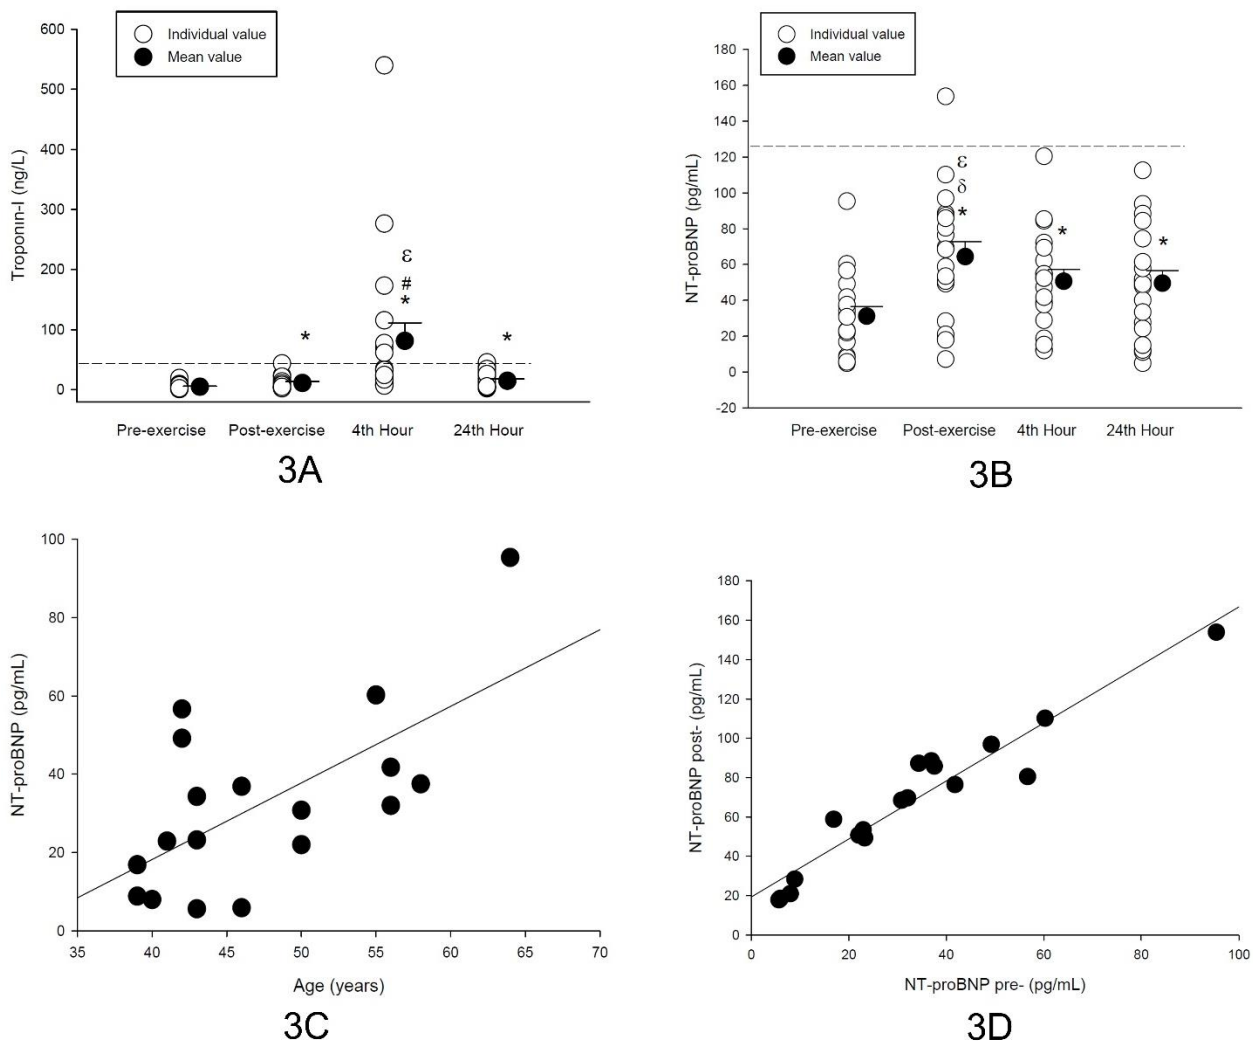 Individual value
Mean value
Troponin-I (ng/L)
600
500
400
300
200
100
0
ε
#
*
*
*
Pre-exercise Post-exercise 4th Hour 24th Hour
3A
Individual value
Mean value
NT-proBNP (pg/mL)
180
160
140
120
100
80
60
40
20
0
-20
ε
δ
*
*
*
Pre-exercise Post-exercise 4th Hour 24th Hour
3B
NT-proBNP (pg/mL)
100
80
60
40
20
0
35 40 45 50 55 60 65 70
Age (years)
3C
NT-proBNP post- (pg/mL)
180
160
140
120
100
80
60
40
20
0
0 20 40 60 80 100
NT-proBNP pre- (pg/mL)
3D